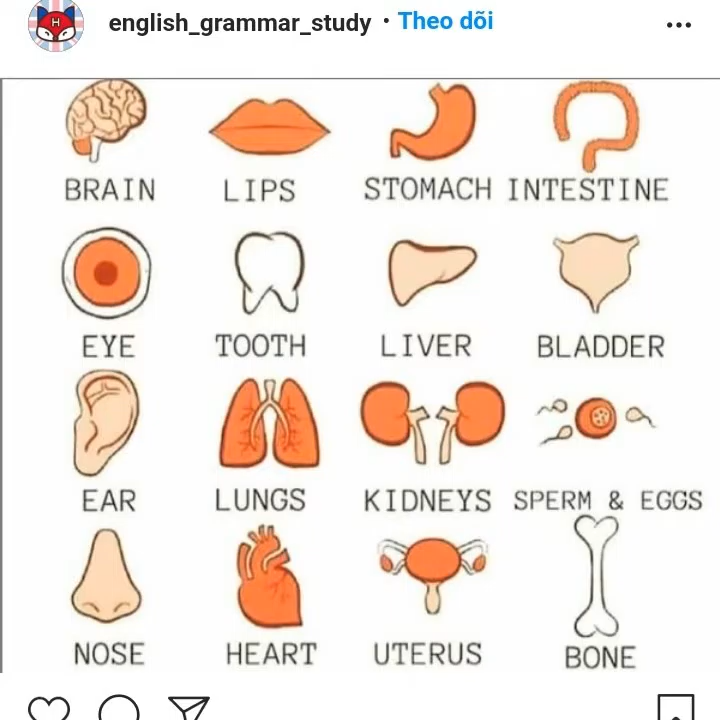 english_grammar_study • Theo dõi
BRAIN LIPS STOMACH INTESTINE
EYE TOOTH LIVER BLADDER
EAR LUNGS KIDNEYS SPERM & EGGS
NOSE HEART UTERUS BONE